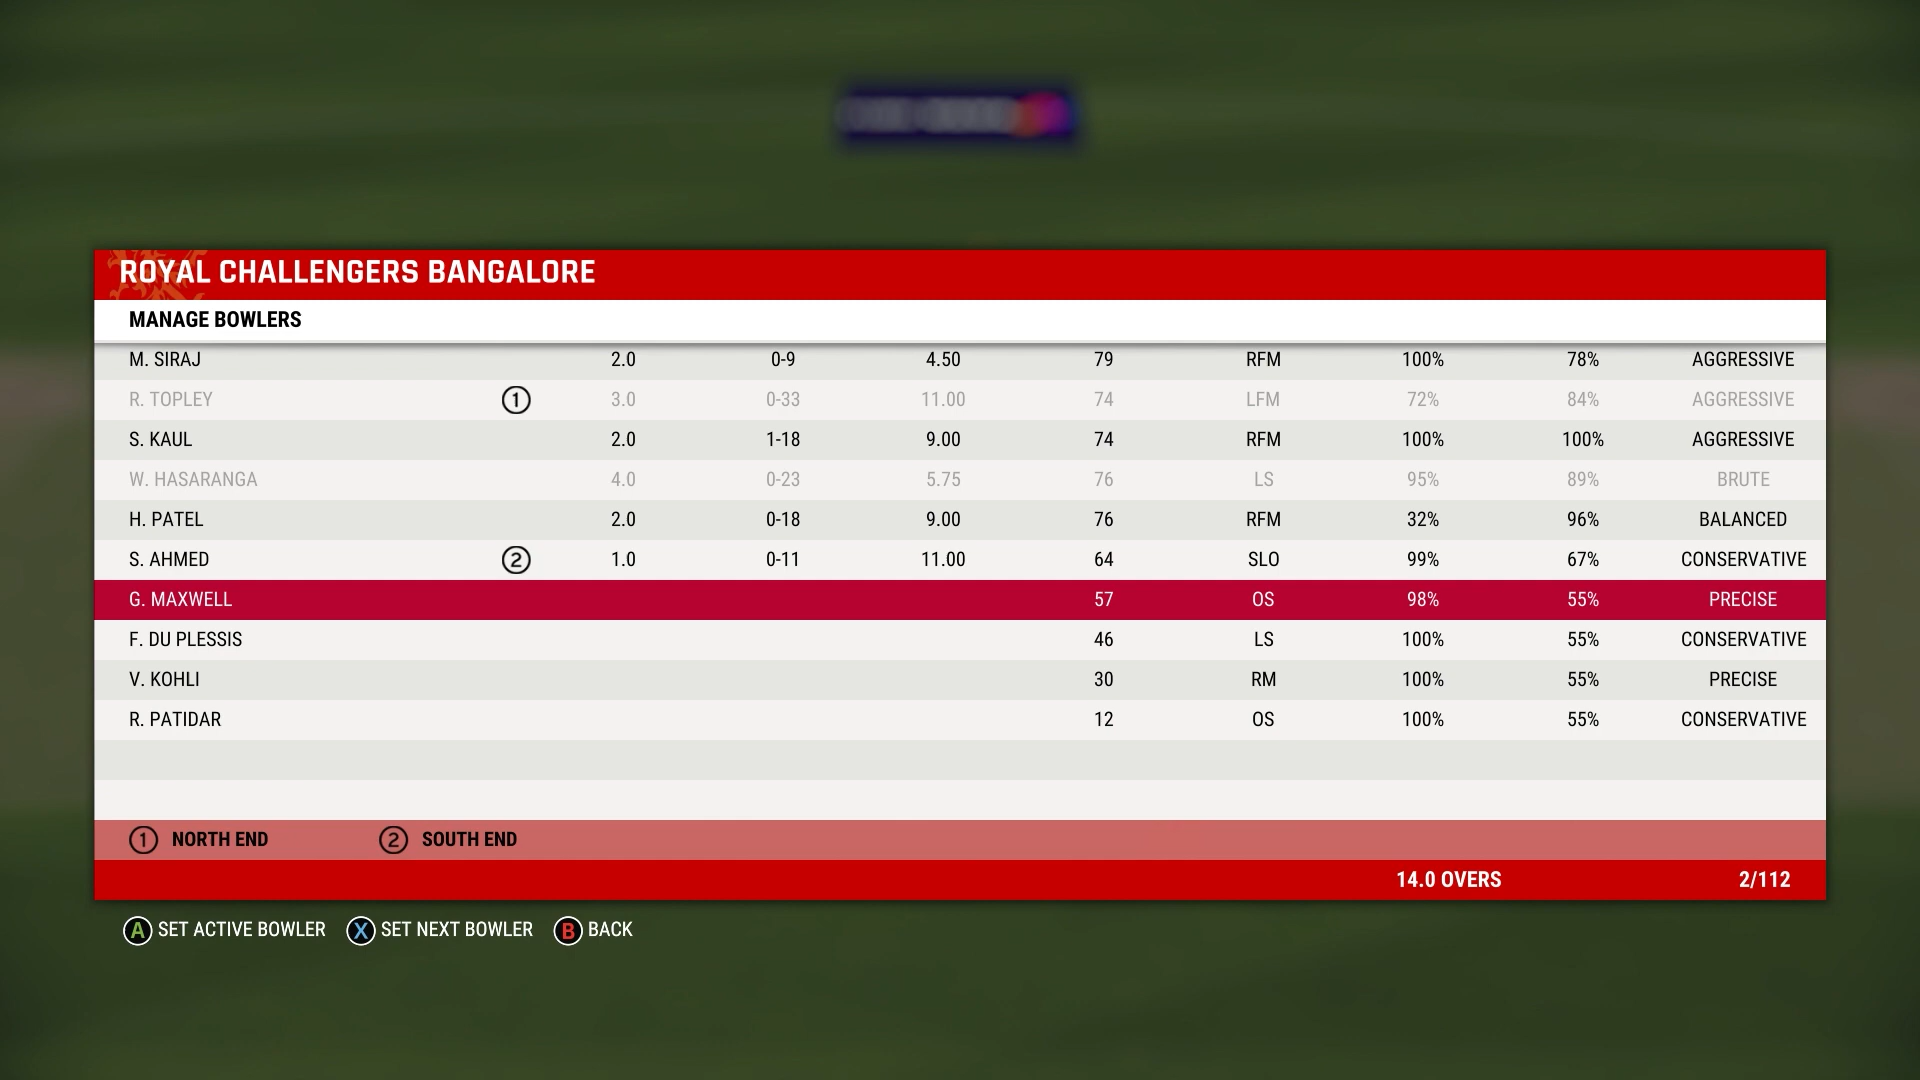 ROYAL CHALLENGERS BANGALORE
MANAGE BOWLERS
M. SIRAJ 2.0 0-9 4.50 79 RFM 100% 78% AGGRESSIVE
R. TOPLEY 1 3.0 0-33 11.00 74 LFM 72% 84% AGGRESSIVE
S. KAUL 2.0 1-18 9.00 74 RFM 100% 100% AGGRESSIVE
W. HASARANGA 4.0 0-23 5.75 76 LS 95% 89% BRUTE
H. PATEL 2.0 0-18 9.00 76 RFM 32% 96% BALANCED
S. AHMED 2 1.0 0-11 11.00 64 SLO 99% 67% CONSERVATIVE
G. MAXWELL 57 OS 98% 55% PRECISE
F. DU PLESSIS 46 LS 100% 55% CONSERVATIVE
V. KOHLI 30 RM 100% 55% PRECISE
R. PATIDAR 12 OS 100% 55% CONSERVATIVE
1 NORTH END 2 SOUTH END
14.0 OVERS 2/112
A SET ACTIVE BOWLER X SET NEXT BOWLER B BACK